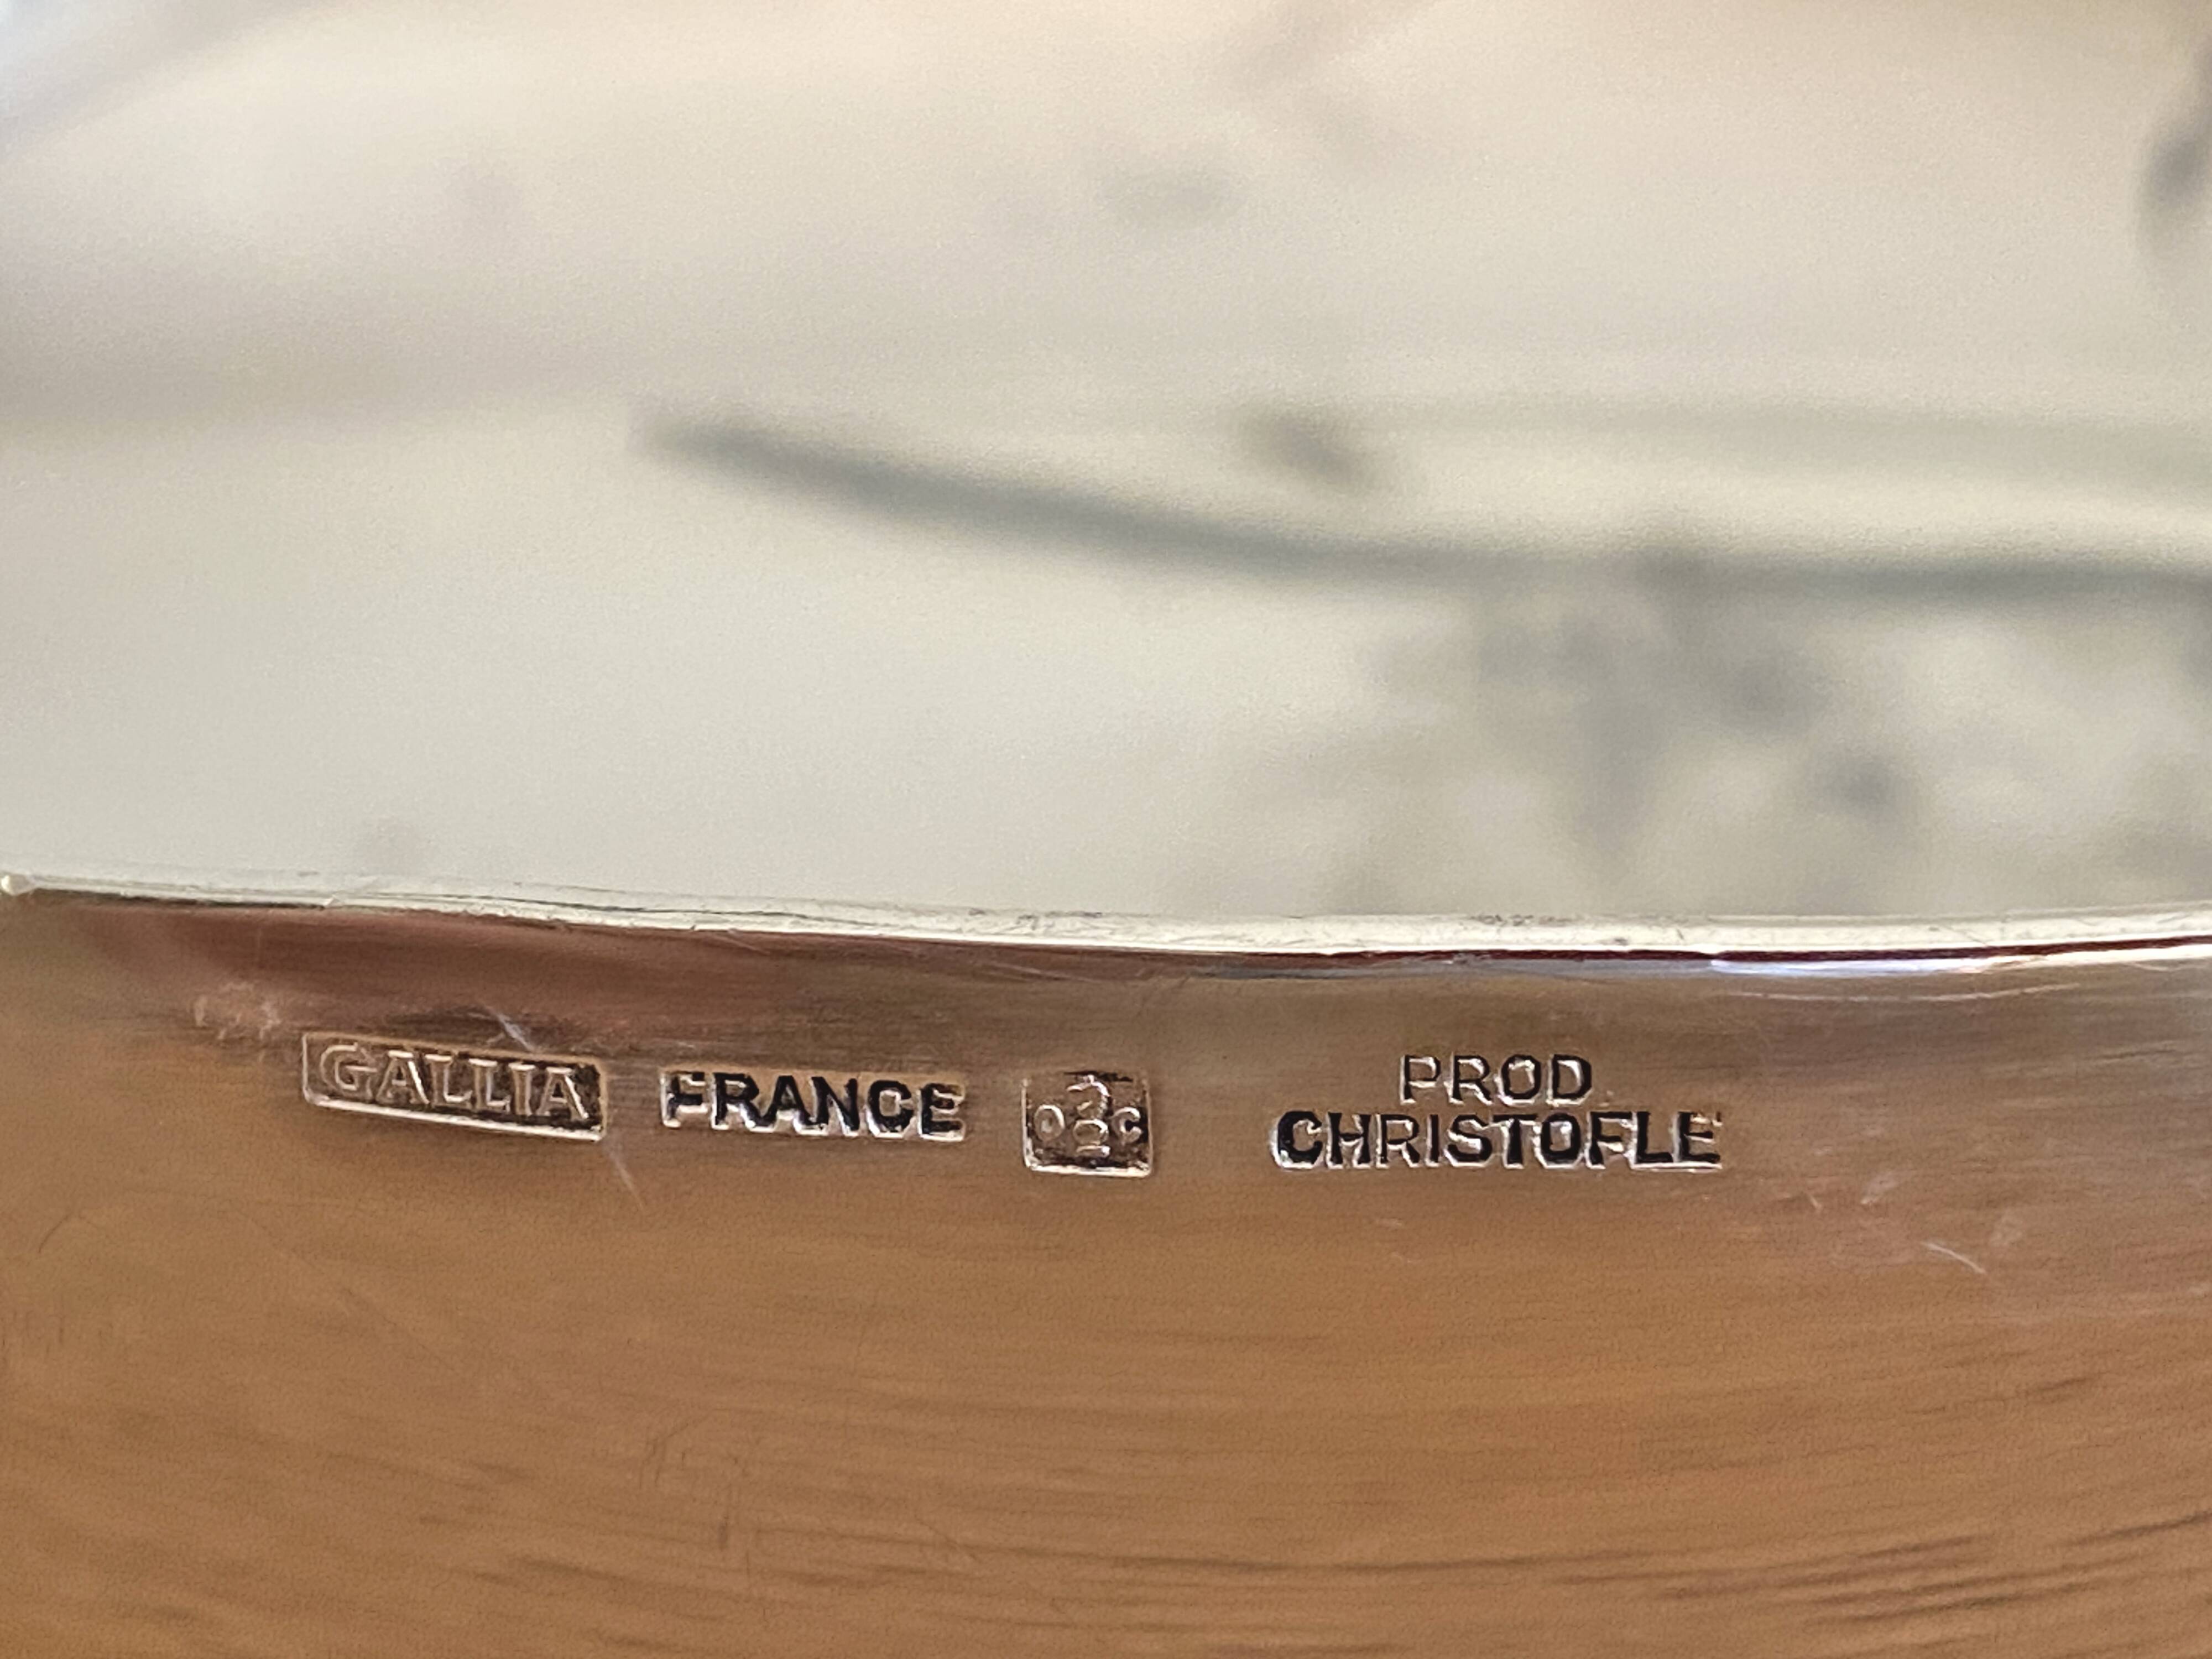 GALLIA FRANCE O C PROD
CHRISTOFLE